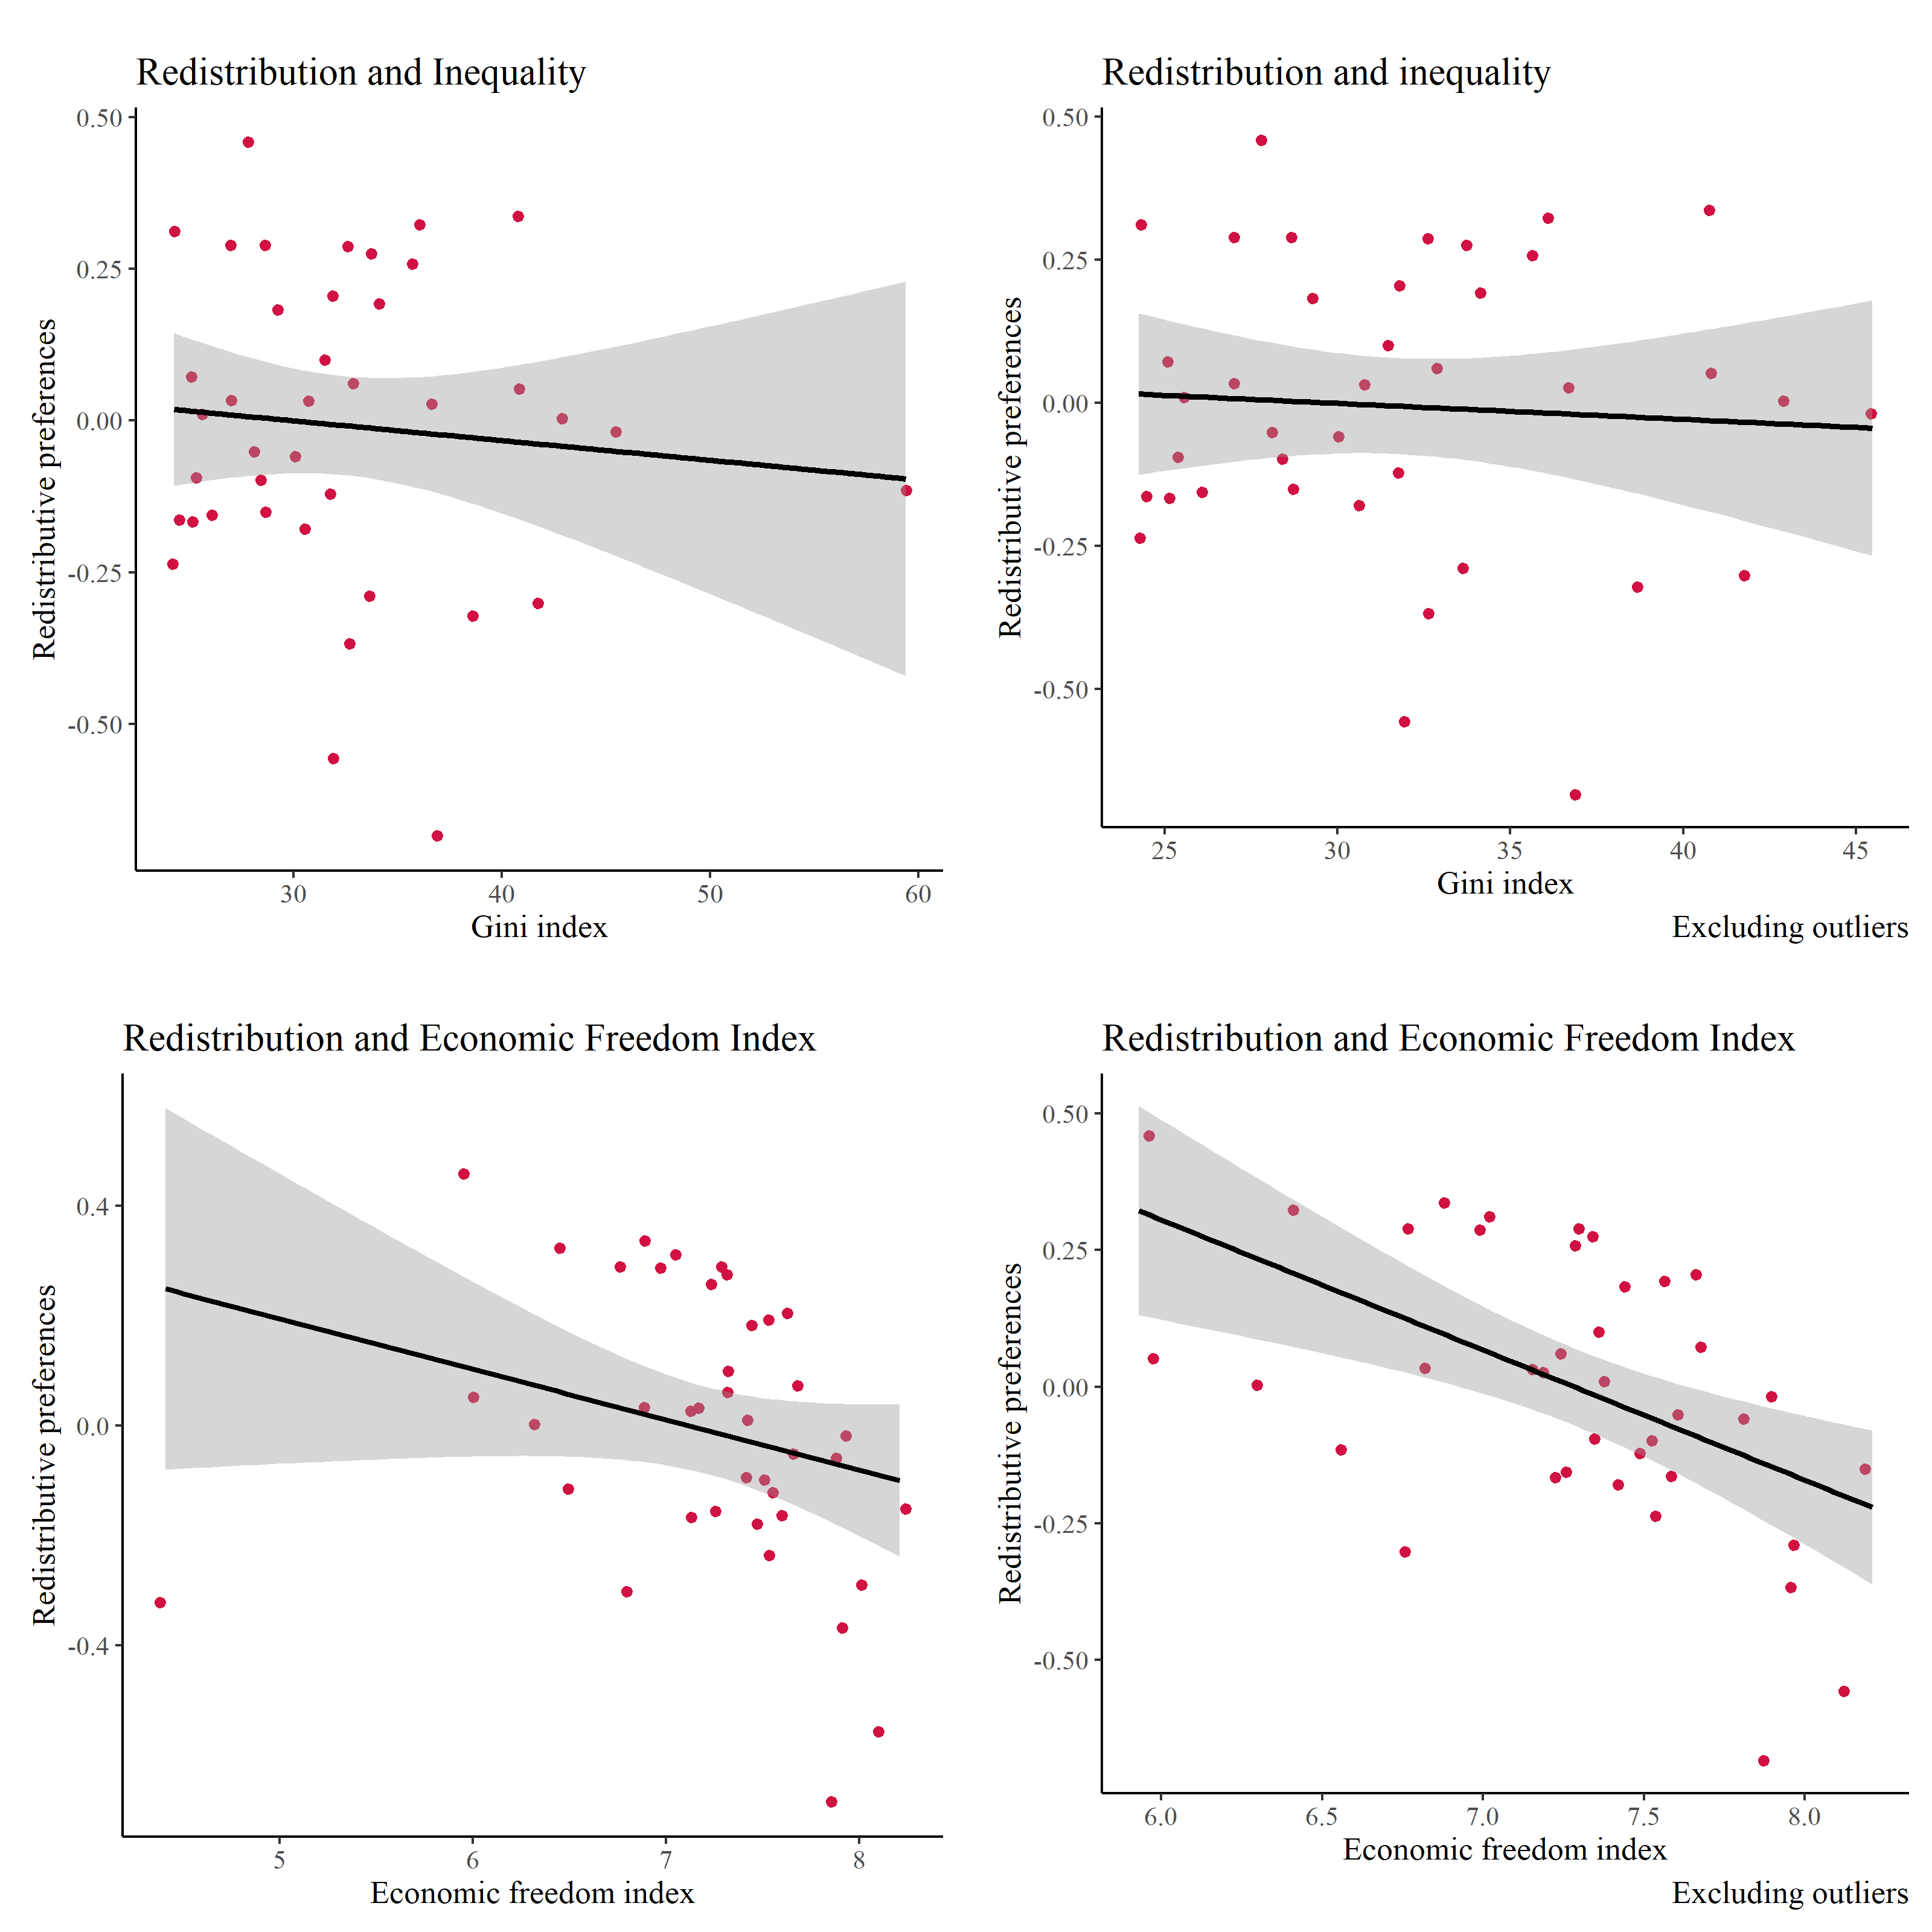 Redistribution and Inequality
Redistributive preferences
0.50
0.25
0.00
-0.25
-0.50
30 40 50 60
Gini index
Redistribution and inequality
Redistributive preferences
0.50
0.25
0.00
-0.25
-0.50
25 30 35 40 45
Gini index
Excluding outliers
Redistribution and Economic Freedom Index
Redistributive preferences
0.4
0.0
-0.4
5 6 7 8
Economic freedom index
Redistribution and Economic Freedom Index
Redistributive preferences
0.50
0.25
0.00
-0.25
-0.50
6.0 6.5 7.0 7.5 8.0
Economic freedom index
Excluding outliers